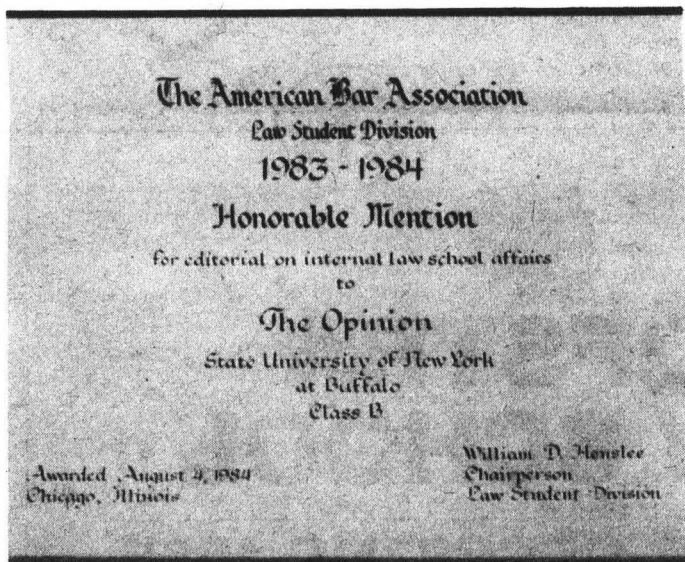 The American Bar Association
Law Student Division
1983 - 1984
Honorable Mention
for editorial on internal law school affairs
to
The Opinion
State University of New York
at Buffalo
Class B
Awarded August 4, 1984
Chicago, Illinois
William D. Henslee
Chairperson
Law Student Division